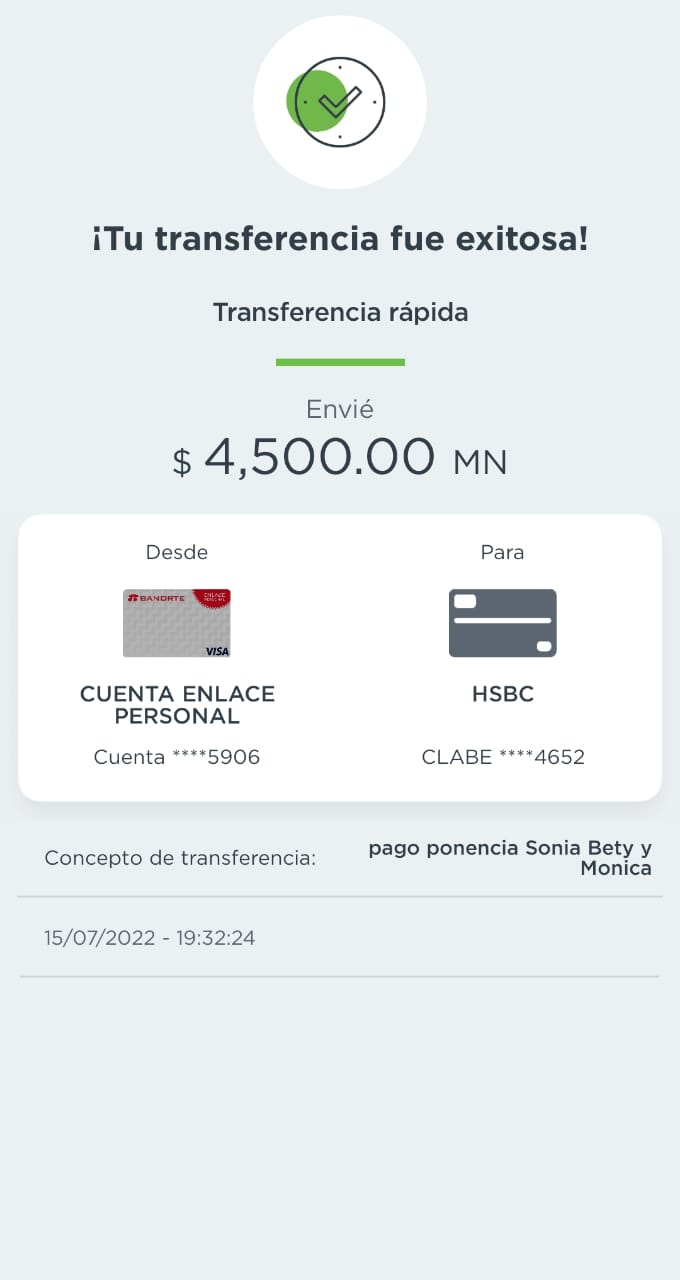 ¡Tu transferencia fue exitosa!
Transferencia rápida
Envié
$ 4,500.00 MN
Desde
Para
BANORTE
ENLACE
PERSONAL
VISA
CUENTA ENLACE
PERSONAL
HSBC
Cuenta ****5906
CLABE ****4652
Concepto de transferencia:
pago ponencia Sonia Bety y
Monica
15/07/2022 - 19:32:24